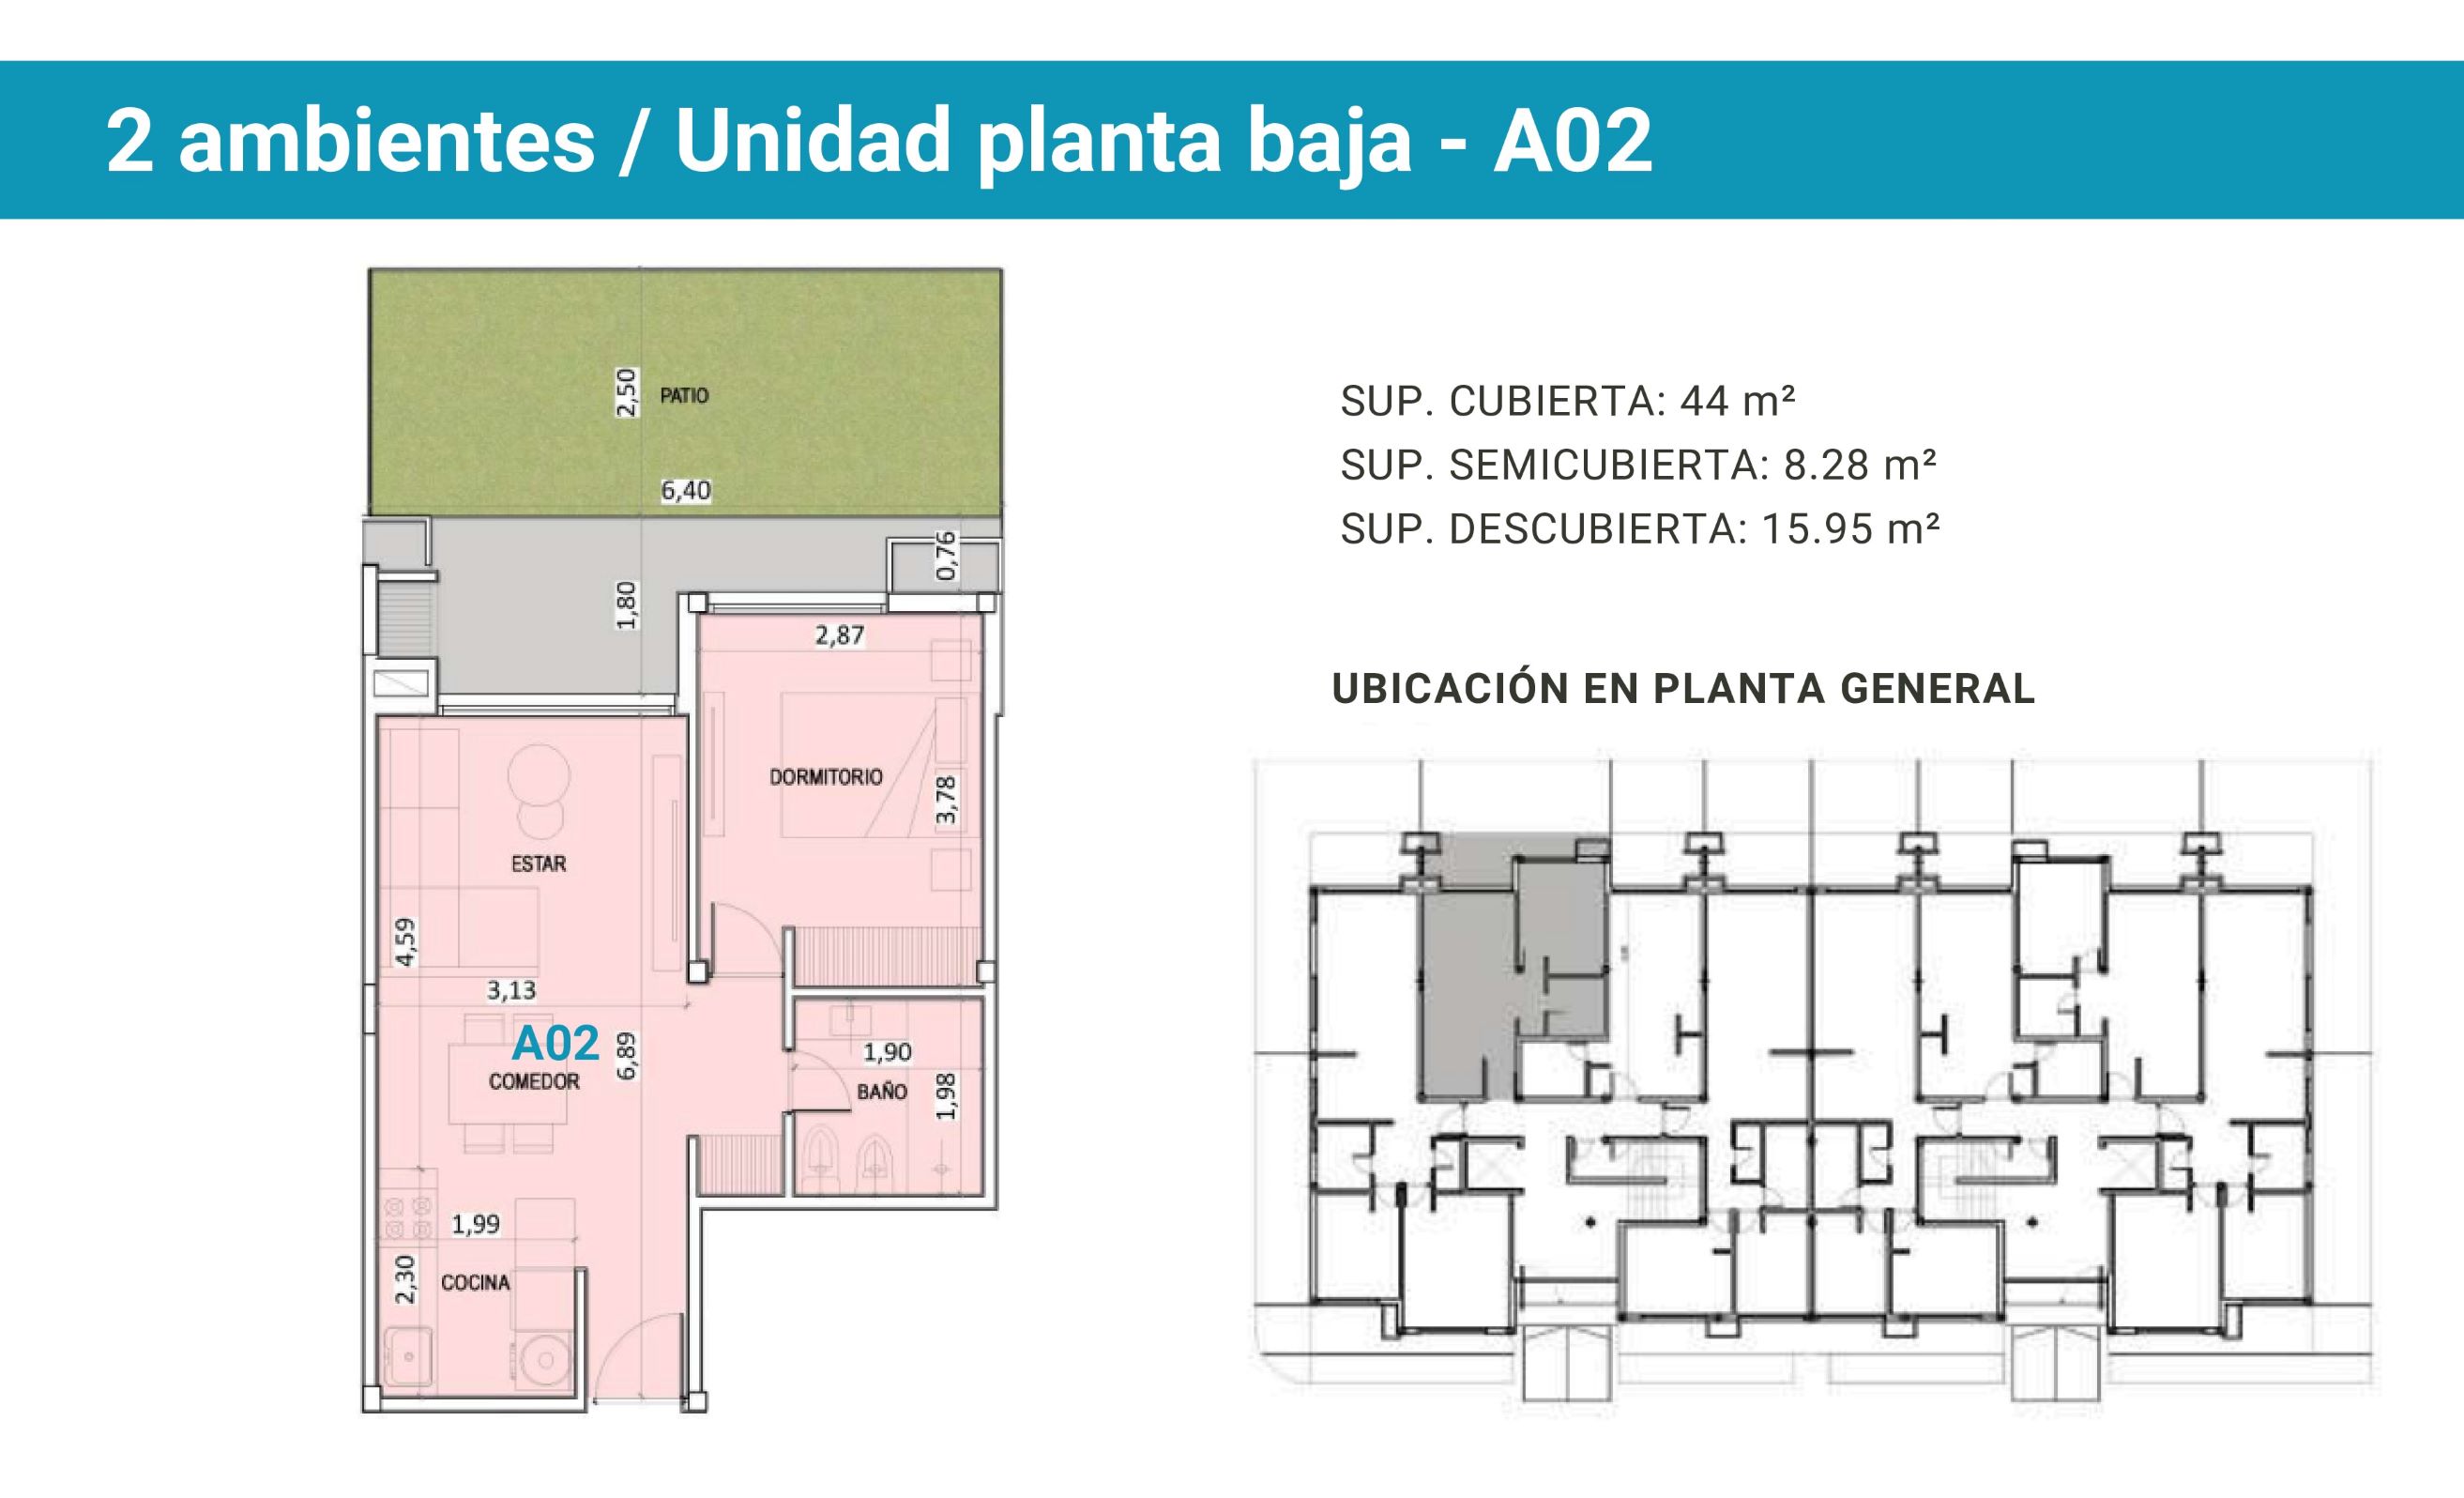 2 ambientes / Unidad planta baja - A02
2,50
PATIO
6,40
0,76
1,80
2,87
DORMITORIO
3,78
ESTAR
4,59
3,13
A02
6,89
COMEDOR
1,90
BAÑO
1,98
1,99
2,30
COCINA
SUP. CUBIERTA: 44 m²
SUP. SEMICUBIERTA: 8.28 m²
SUP. DESCUBIERTA: 15.95 m²
UBICACIÓN EN PLANTA GENERAL